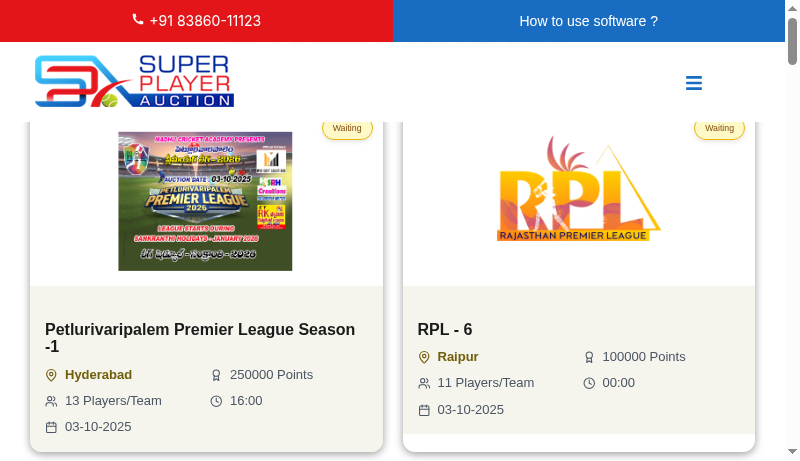 +91 83860-11123
How to use software ?
SUPER
PLAYER
AUCTION
Waiting
Waiting
MADHU CRICKET ACADEMY PRESENTS
AUCTION DATE : 03-10-2025
PETLURIVARIPALEM
PREMIER LEAGUE
2026
LEAGUE STARTS DURING
SANKRANTHI HOLIDAYS - JANUARY 2026
SRH
Creations
RPL
RAJASTHAN PREMIER LEAGUE
Petlurivaripalem Premier League Season
-1
Hyderabad
250000 Points
13 Players/Team
16:00
03-10-2025
RPL - 6
Raipur
100000 Points
11 Players/Team
00:00
03-10-2025